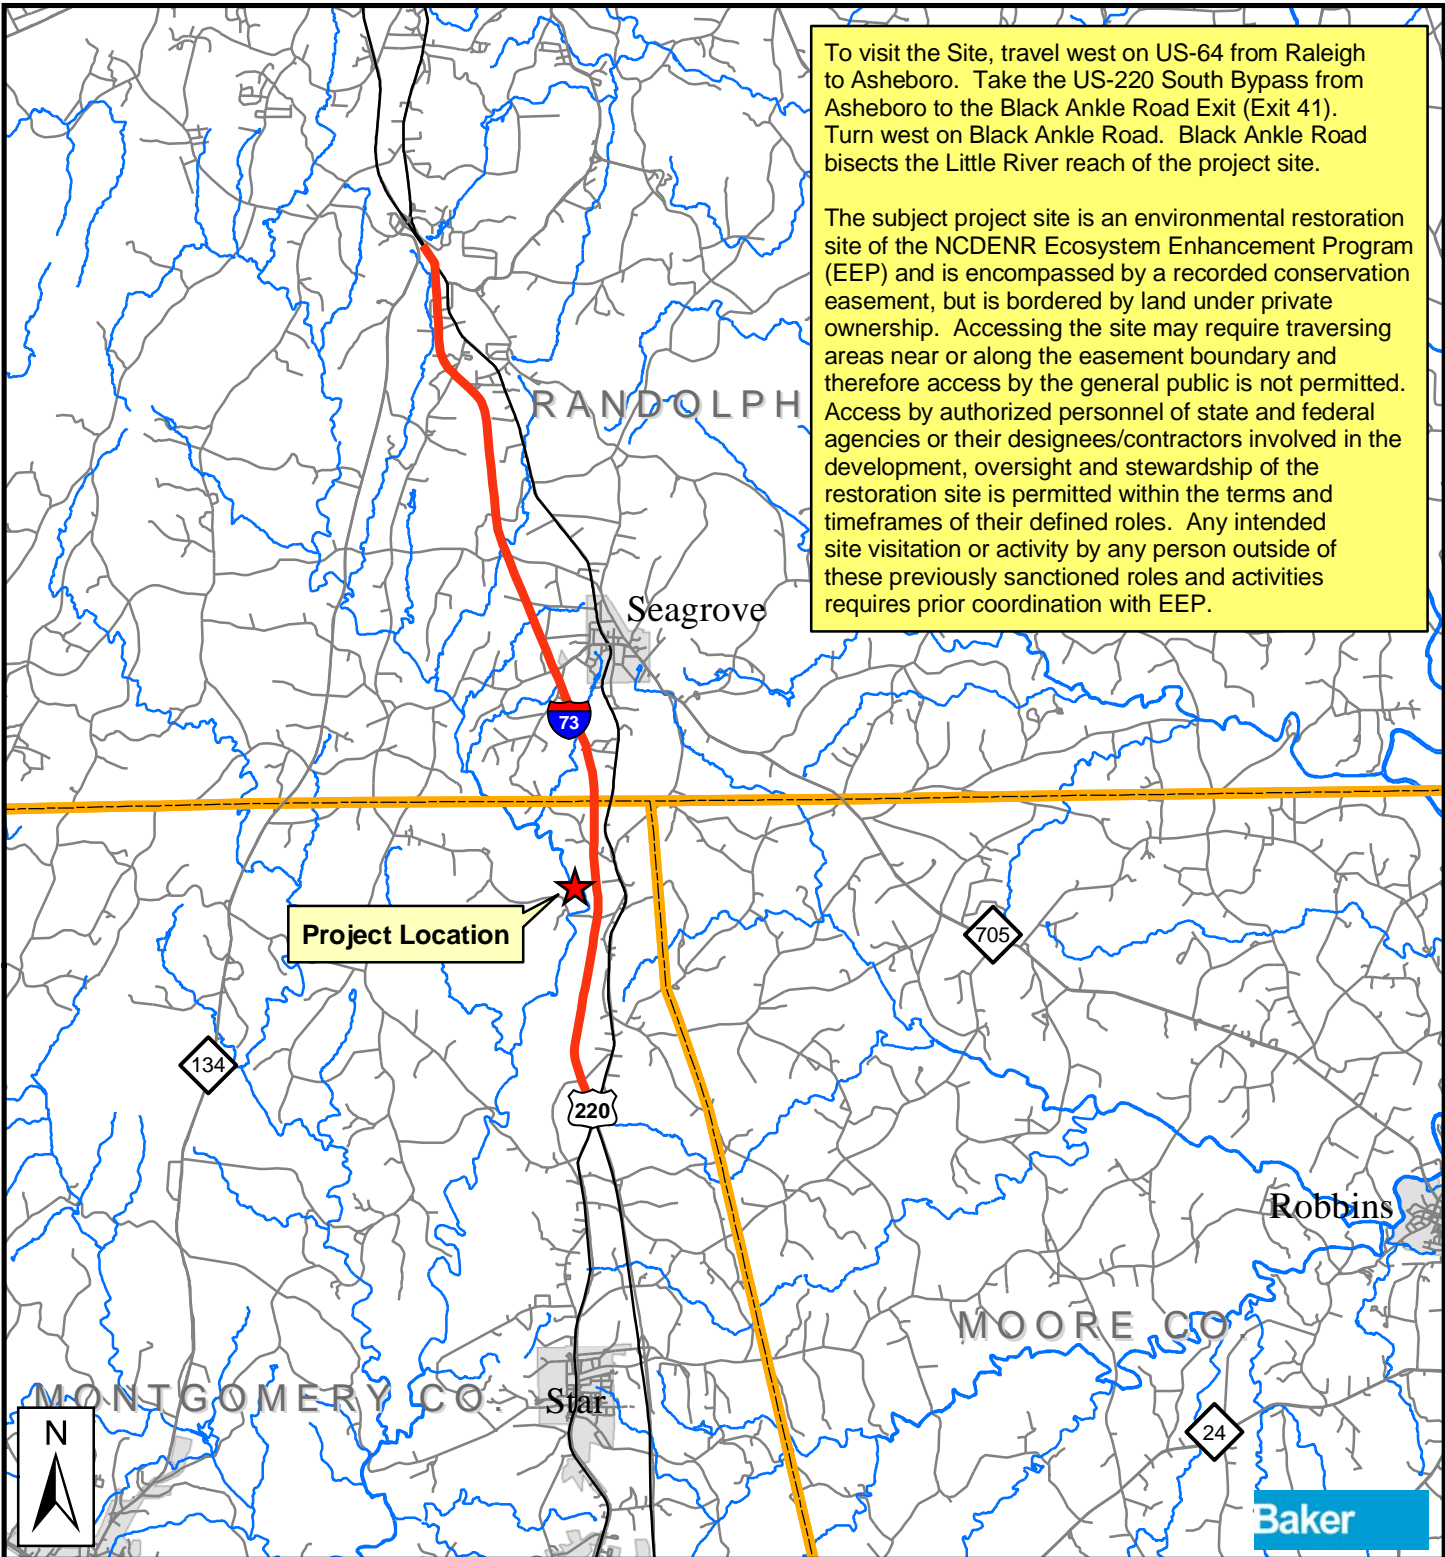 To visit the Site, travel west on US-64 from Raleigh
to Asheboro.  Take the US-220 South Bypass from
Asheboro to the Black Ankle Road Exit (Exit 41).
Turn west on Black Ankle Road.  Black Ankle Road
bisects the Little River reach of the project site.
The subject project site is an environmental restoration
site of the NCDENR Ecosystem Enhancement Program
(EEP) and is encompassed by a recorded conservation
easement, but is bordered by land under private
ownership.  Accessing the site may require traversing
areas near or along the easement boundary and
therefore access by the general public is not permitted.
Access by authorized personnel of state and federal
agencies or their designees/contractors involved in the
development, oversight and stewardship of the
restoration site is permitted within the terms and
timeframes of their defined roles.  Any intended
site visitation or activity by any person outside of
these previously sanctioned roles and activities
requires prior coordination with EEP.
RANDOLPH
Seagrove
73
Project Location
705
134
220
Robbins
MOORE CO.
MONTGOMERY CO.
Star
24
N
Baker